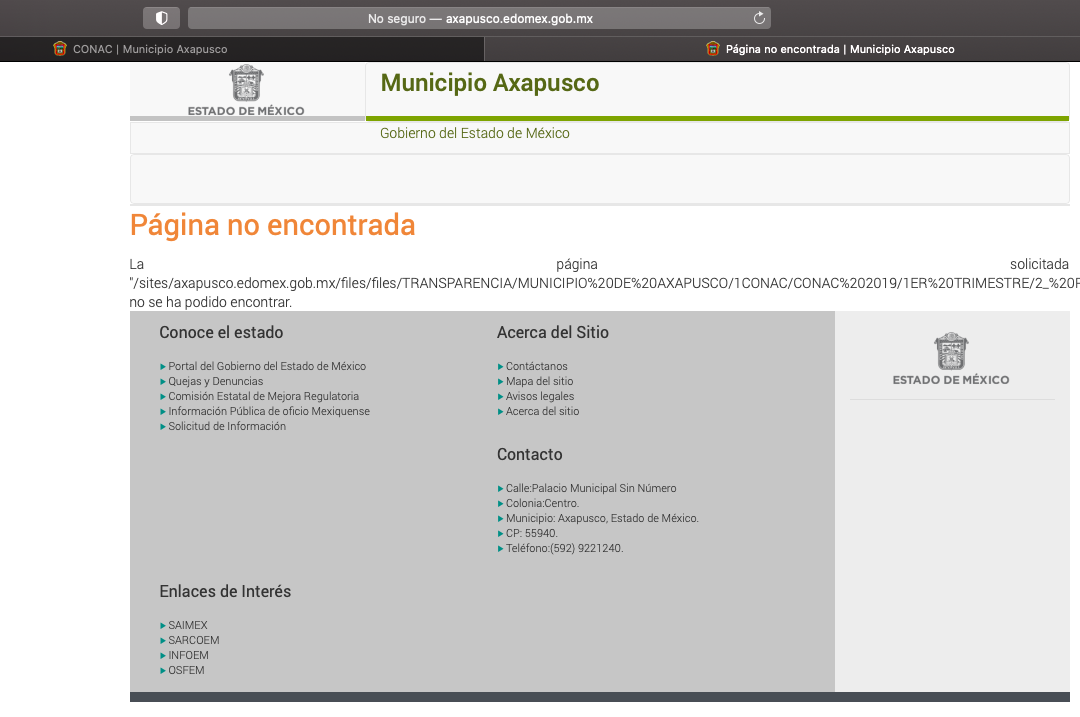 No seguro — axapusco.edomex.gob.mx
CONAC | Municipio Axapusco
Página no encontrada | Municipio Axapusco
ESTADO DE MÉXICO
Municipio Axapusco
Gobierno del Estado de México
Página no encontrada
La página solicitada
"/sites/axapusco.edomex.gob.mx/files/files/TRANSPARENCIA/MUNICIPIO%20DE%20AXAPUSCO/1CONAC/CONAC%202019/1ER%20TRIMESTRE/2_%20
no se ha podido encontrar.
Conoce el estado
Portal del Gobierno del Estado de México
Quejas y Denuncias
Comisión Estatal de Mejora Regulatoria
Información Pública de oficio Mexiquense
Solicitud de Información
Acerca del Sitio
Contáctanos
Mapa del sitio
Avisos legales
Acerca del sitio
Contacto
Calle:Palacio Municipal Sin Número
Colonia:Centro.
Municipio: Axapusco, Estado de México.
CP: 55940.
Teléfono:(592) 9221240.
Enlaces de Interés
SAIMEX
SARCOEM
INFOEM
OSFEM
ESTADO DE MÉXICO